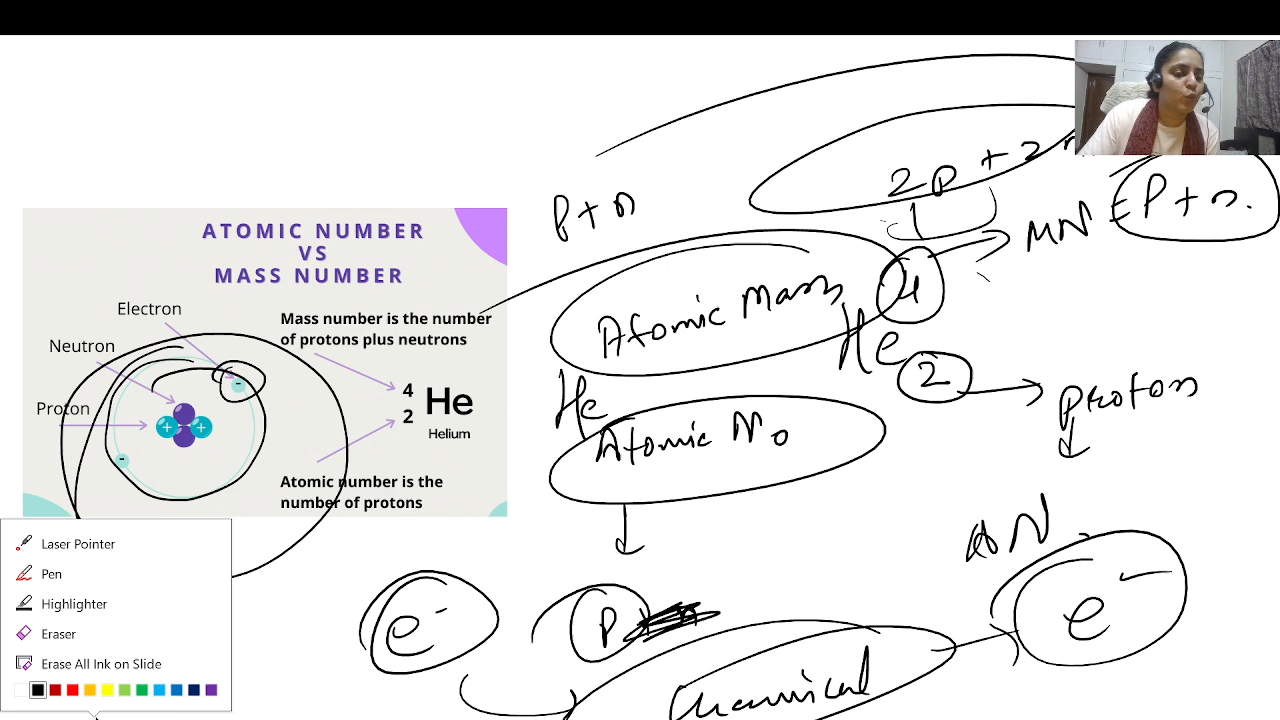 ATOMIC NUMBER
VS
MASS NUMBER
Electron
Neutron
Proton
Mass number is the number
of protons plus neutrons
4
2
He
Helium
Atomic number is the
number of protons
p + n
2p + 2
4
He
2
MN = P + n.
Atomic Mass
He
Atomic No
Protons
AN
e-
e-
p
Chemical
Laser Pointer
Pen
Highlighter
Eraser
Erase All Ink on Slide